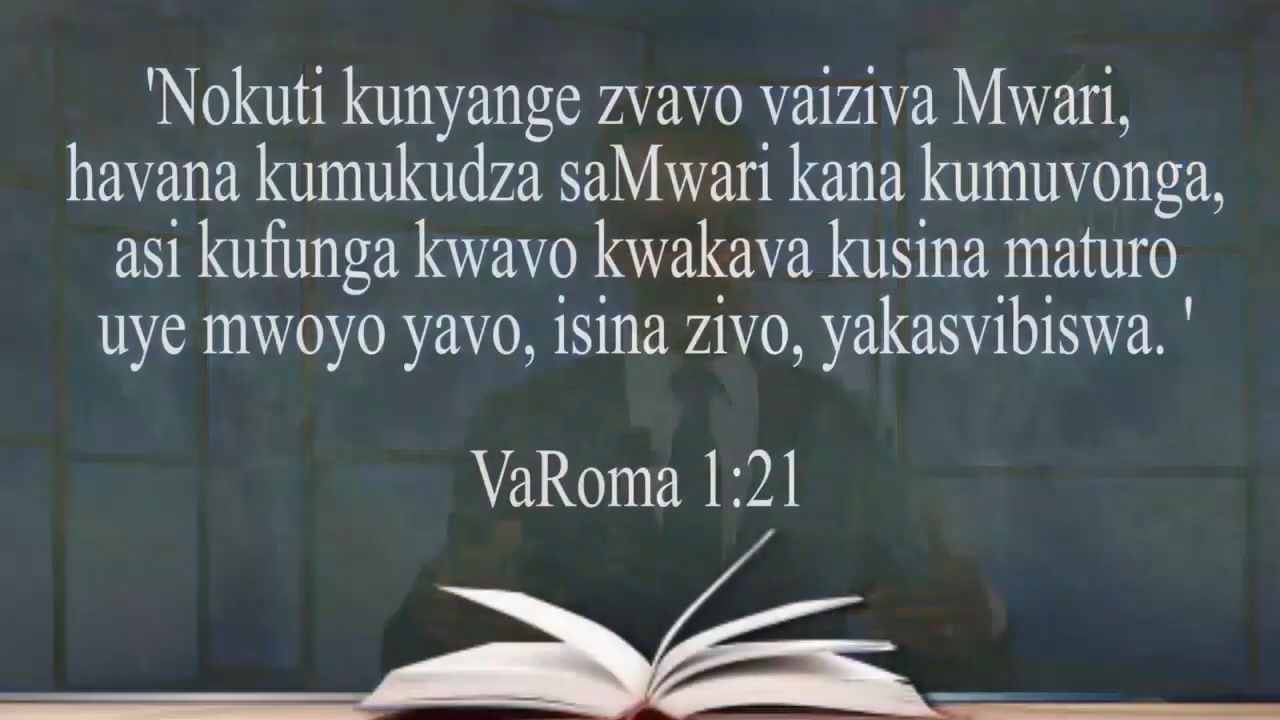 'Nokuti kunyange zvavo vaiziva Mwari,
havana kumukudza saMwari kana kumuvonga,
asi kufunga kwavo kwakava kusina maturo
uye mwoyo yavo, isina zivo, yakasvibiswa. '
VaRoma 1:21